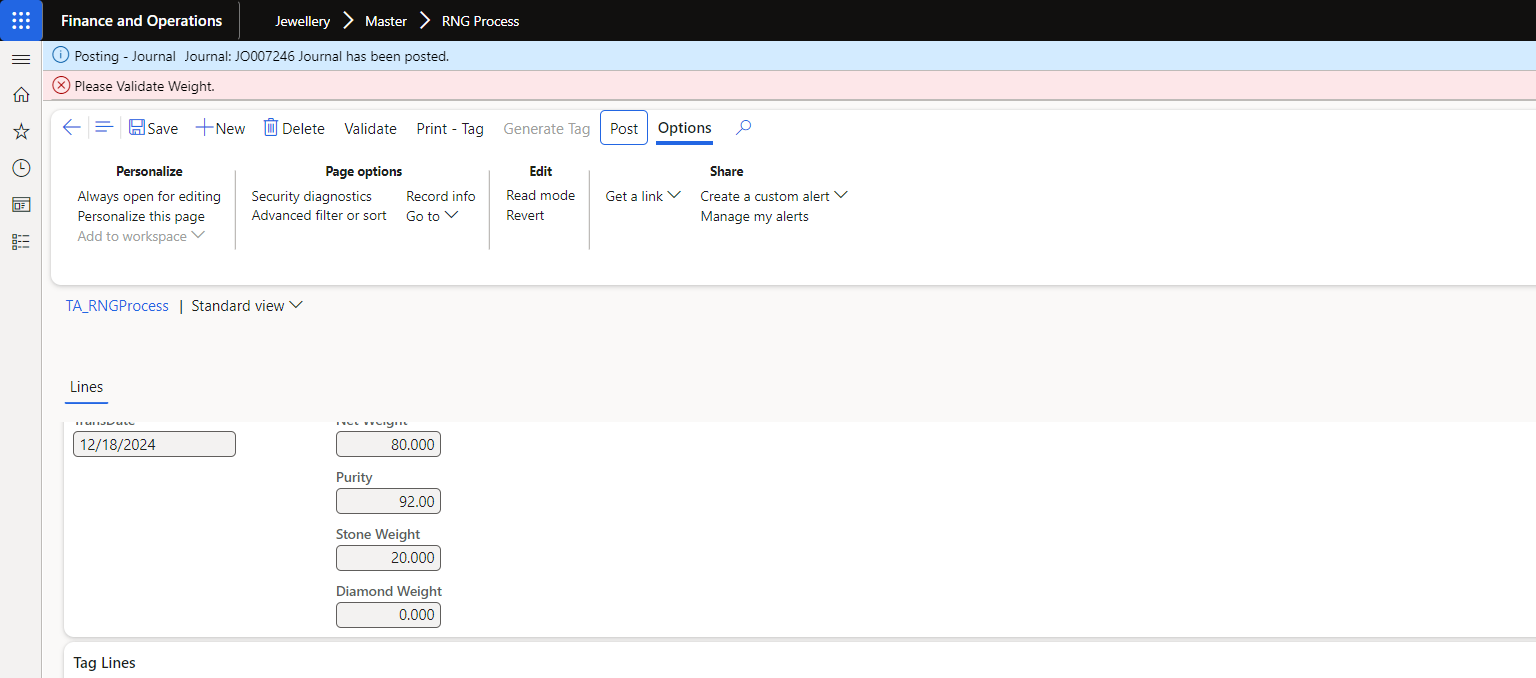 Finance and Operations
Jewellery
Master
RNG Process
Posting - Journal Journal: JO007246 Journal has been posted.
Please Validate Weight.
Save
New
Delete
Validate
Print - Tag
Generate Tag
Post
Options
Personalize
Always open for editing
Personalize this page
Add to workspace
Page options
Security diagnostics
Advanced filter or sort
Record info
Go to
Edit
Read mode
Revert
Get a link
Share
Create a custom alert
Manage my alerts
TA_RNGProcess | Standard view
Lines
TransDate
12/18/2024
Net Weight
80.000
Purity
92.00
Stone Weight
20.000
Diamond Weight
0.000
Tag Lines